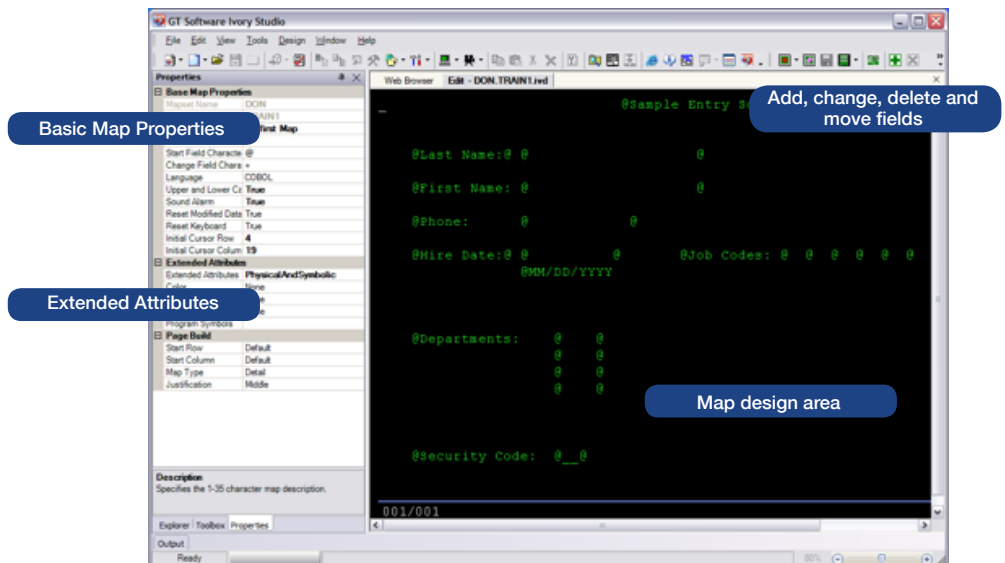 GT Software Ivory Studio
File Edit View Tools Design Window Help
Properties
Web Browser Edit - DON.TRAIN1.ivd
Base Map Properties
Mapset Name DON
TRAIN1
first Map
Start Field Characte @
Change Field Chara +
Language COBOL
Upper and Lower Ca True
Sound Alarm True
Reset Modified Data True
Reset Keyboard True
Initial Cursor Row 4
Initial Cursor Colum 19
Extended Attributes
Extended Attributes PhysicalAndSymbolic
Color None
Program Symbols
Page Build
Start Row Default
Start Column Default
Map Type Detail
Justification Middle
Description
Specifies the 1-35 character map description.
Explorer Toolbox Properties
Output
Ready
Basic Map Properties
Extended Attributes
Add, change, delete and
move fields
Map design area
_ @Sample Entry
@Last Name:@ @ @
@First Name: @ @
@Phone: @ @
@Hire Date:@ @ @ @Job Codes: @ @ @ @ @ @
@MM/DD/YYYY
@Departments: @ @
@ @
@ @
@ @
@Security Code: @__@
001/001
80%